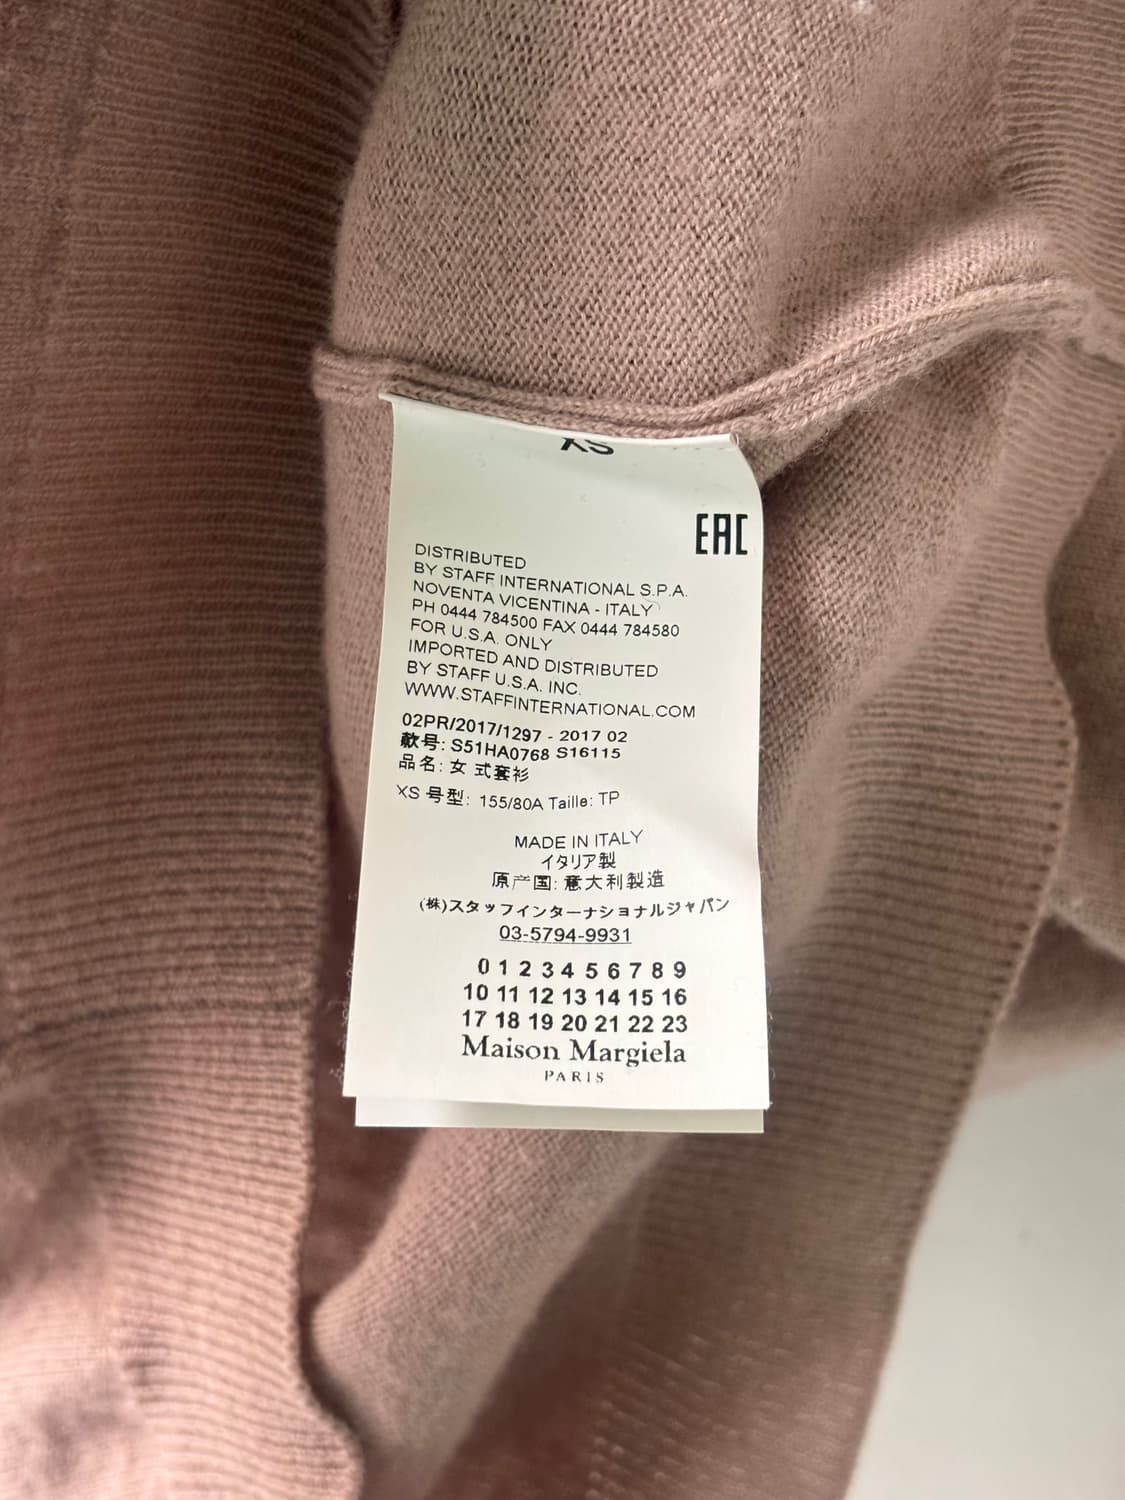 XS
EAC
DISTRIBUTED
BY STAFF INTERNATIONAL S.P.A.
NOVENTA VICENTINA - ITALY
PH 0444 784500 FAX 0444 784580
FOR U.S.A. ONLY
IMPORTED AND DISTRIBUTED
BY STAFF U.S.A. INC.
WWW.STAFFINTERNATIONAL.COM
02PR/2017/1297 - 2017 02
款号: S51HA0768 S16115
品名: 女 式套衫
XS 号型: 155/80A Taille: TP
MADE IN ITALY
イタリア製
原产国: 意大利製造
(株)スタッフインターナショナルジャパン
03-5794-9931
0 1 2 3 4 5 6 7 8 9
10 11 12 13 14 15 16
17 18 19 20 21 22 23
Maison Margiela
PARIS